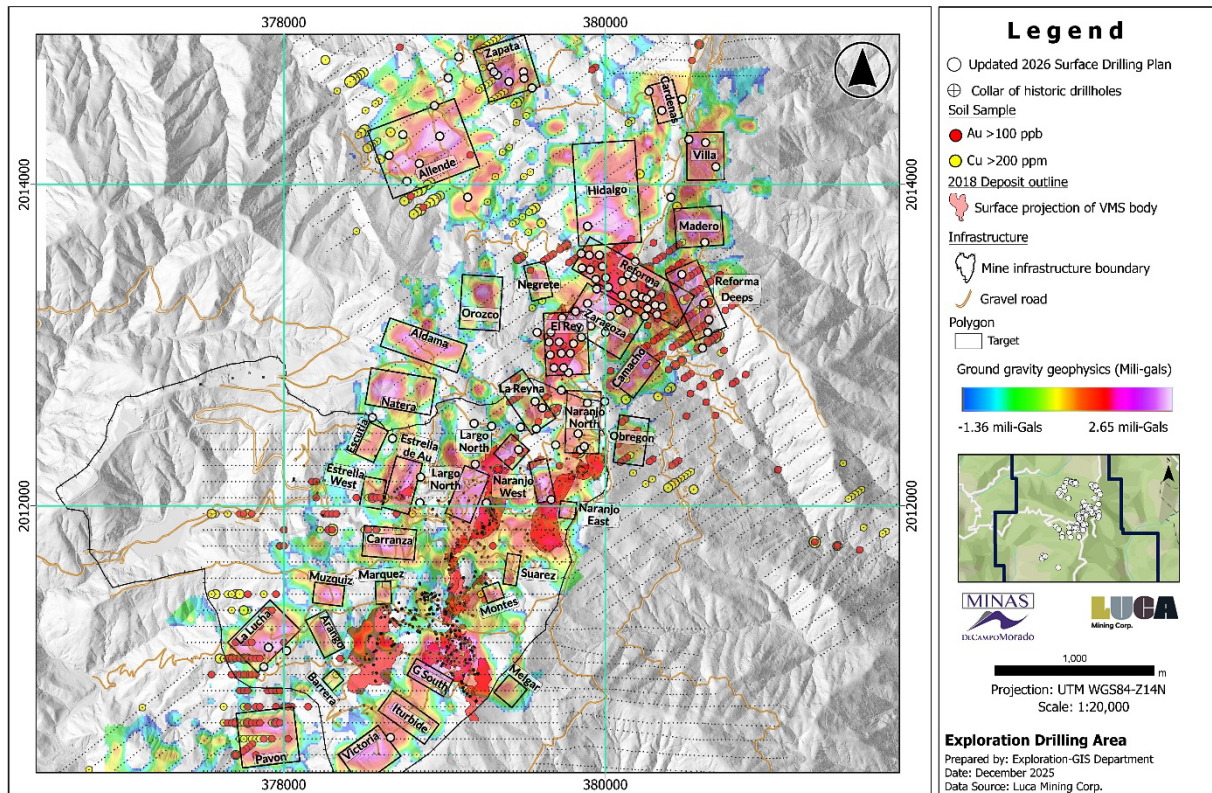 378000
380000
Zapata
Cardenas
Allende
Villa
2014000
2014000
Hidalgo
Madero
Reforma
Negrete
Reforma
Deeps
Orozco
Zaragoza
El Rey
Aldama
Camacho
La Reyna
Natera
Naranjo
North
Escutia
Largo
North
Obregon
Estrella
de Au
Estrella
West
Largo
North
Naranjo
West
2012000
2012000
Naranjo
East
Carranza
Muzquiz
Marquez
Suarez
Montes
La Lucha
Arango
G South
Melgar
Barrera
Iturbide
Victoria
Pavon
378000
380000
Legend
Updated 2026 Surface Drilling Plan
Collar of historic drillholes
Soil Sample
Au >100 ppb
Cu >200 ppm
2018 Deposit outline
Surface projection of VMS body
Infrastructure
Mine infrastructure boundary
Gravel road
Polygon
Target
Ground gravity geophysics (Mili-gals)
-1.36 mili-Gals
2.65 mili-Gals
MINAS
DeCampoMorado
LUCA
Mining Corp.
1,000
m
Projection: UTM WGS84-Z14N
Scale: 1:20,000
Exploration Drilling Area
Prepared by: Exploration-GIS Department
Date: December 2025
Data Source: Luca Mining Corp.